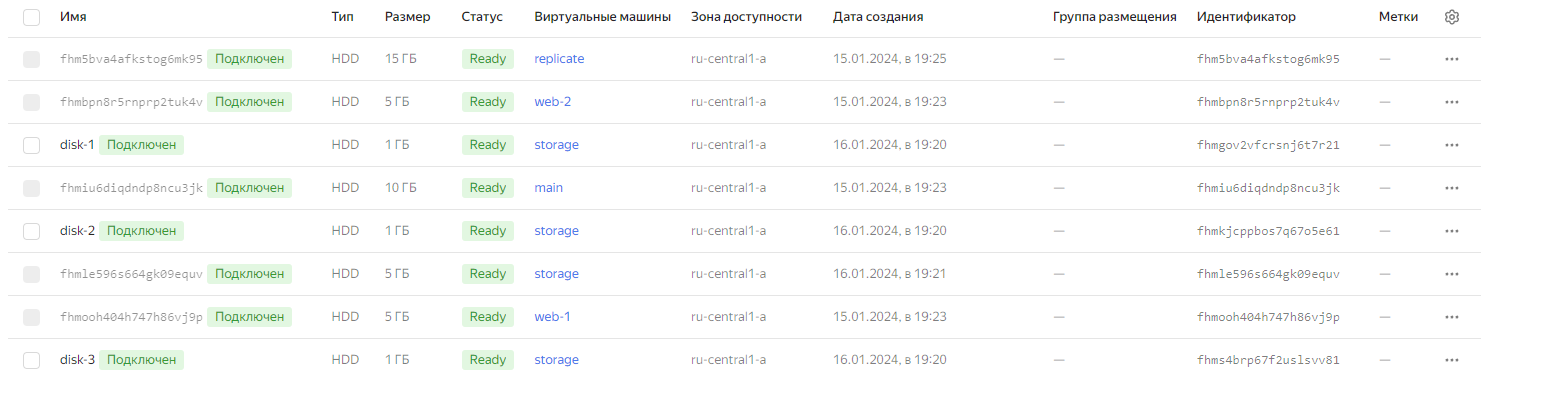 Имя Тип Размер Статус Виртуальные машины Зона доступности Дата создания Группа размещения Идентификатор Метки
fhm5bva4afkstog6mk95 Подключен HDD 15 ГБ Ready replicate ru-central1-a 15.01.2024, в 19:25 — fhm5bva4afkstog6mk95 —
fhmbpn8r5rnprp2tuk4v Подключен HDD 5 ГБ Ready web-2 ru-central1-a 15.01.2024, в 19:23 — fhmbpn8r5rnprp2tuk4v —
disk-1 Подключен HDD 1 ГБ Ready storage ru-central1-a 16.01.2024, в 19:20 — fhmgov2vfcrsnj6t7r21 —
fhmiu6diqdndp8ncu3jk Подключен HDD 10 ГБ Ready main ru-central1-a 15.01.2024, в 19:23 — fhmiu6diqdndp8ncu3jk —
disk-2 Подключен HDD 1 ГБ Ready storage ru-central1-a 16.01.2024, в 19:20 — fhmkjcppbos7q67o5e61 —
fhmle596s664gk09equv Подключен HDD 5 ГБ Ready storage ru-central1-a 16.01.2024, в 19:21 — fhmle596s664gk09equv —
fhmooh404h747h86vj9p Подключен HDD 5 ГБ Ready web-1 ru-central1-a 15.01.2024, в 19:23 — fhmooh404h747h86vj9p —
disk-3 Подключен HDD 1 ГБ Ready storage ru-central1-a 16.01.2024, в 19:20 — fhms4brp67f2uslsvv81 —